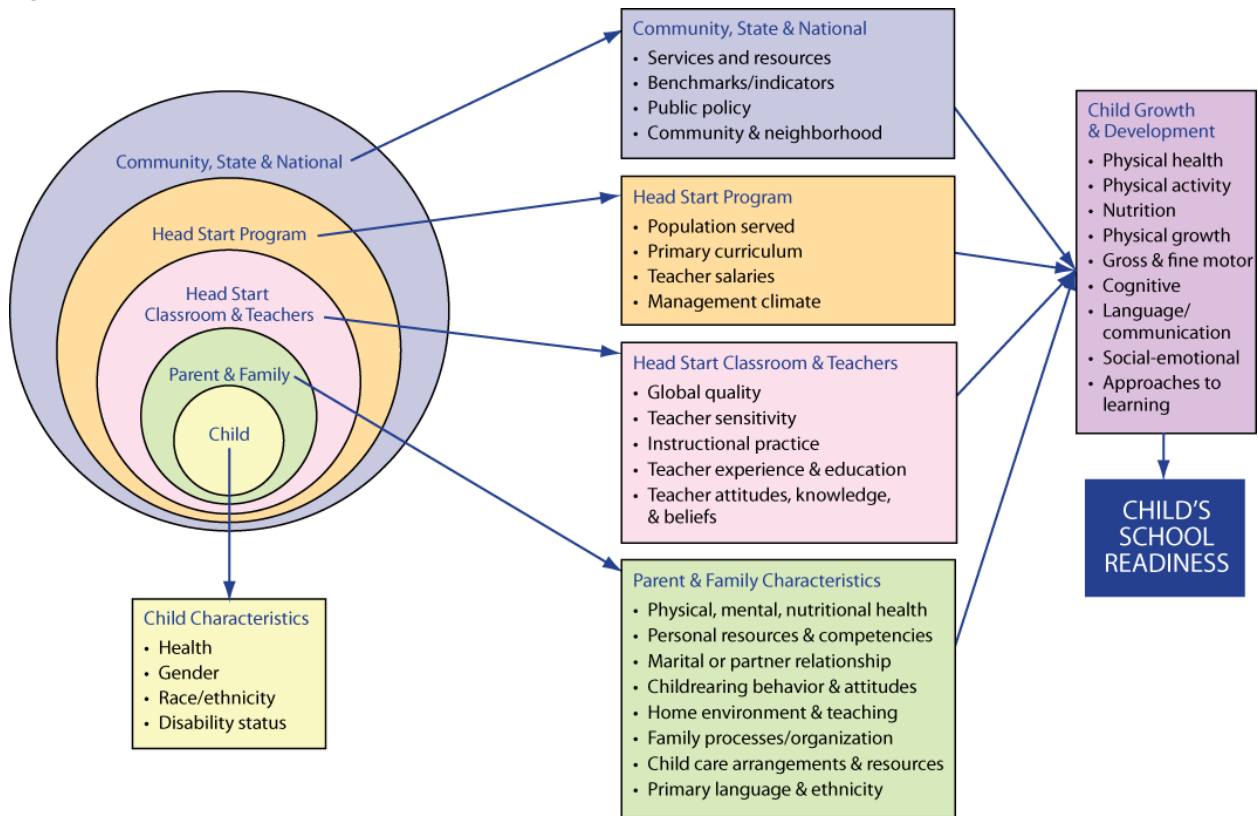 Community, State & National
Head Start Program
Head Start
Classroom & Teachers
Parent & Family
Child
Child Characteristics
• Health
• Gender
• Race/ethnicity
• Disability status
Community, State & National
• Services and resources
• Benchmarks/indicators
• Public policy
• Community & neighborhood
Head Start Program
• Population served
• Primary curriculum
• Teacher salaries
• Management climate
Head Start Classroom & Teachers
• Global quality
• Teacher sensitivity
• Instructional practice
• Teacher experience & education
• Teacher attitudes, knowledge,
& beliefs
Parent & Family Characteristics
• Physical, mental, nutritional health
• Personal resources & competencies
• Marital or partner relationship
• Childrearing behavior & attitudes
• Home environment & teaching
• Family processes/organization
• Child care arrangements & resources
• Primary language & ethnicity
Child Growth
& Development
• Physical health
• Physical activity
• Nutrition
• Physical growth
• Gross & fine motor
• Cognitive
• Language/
communication
• Social-emotional
• Approaches to
learning
CHILD'S
SCHOOL
READINESS